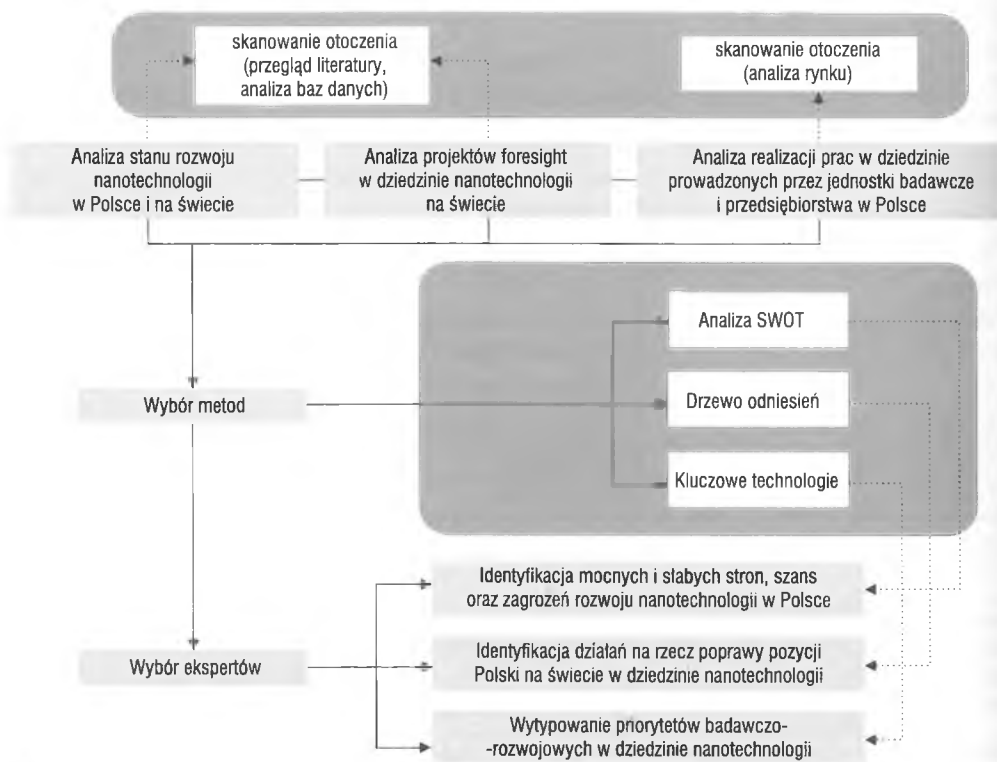 skanowanie otoczenia
(przegląd literatury,
analiza baz danych)
skanowanie otoczenia
(analiza rynku)
Analiza stanu rozwoju
nanotechnologii
w Polsce i na świecie
Analiza projektów foresight
w dziedzinie nanotechnologii
na świecie
Analiza realizacji prac w dziedzinie
prowadzonych przez jednostki badawcze
i przedsiębiorstwa w Polsce
Analiza SWOT
Wybór metod
Drzewo odniesień
Kluczowe technologie
Identyfikacja mocnych i słabych stron, szans
oraz zagrożeń rozwoju nanotechnologii w Polsce
Wybór ekspertów
Identyfikacja działań na rzecz poprawy pozycji
Polski na świecie w dziedzinie nanotechnologii
Wytypowanie priorytetów badawczo-
-rozwojowych w dziedzinie nanotechnologii